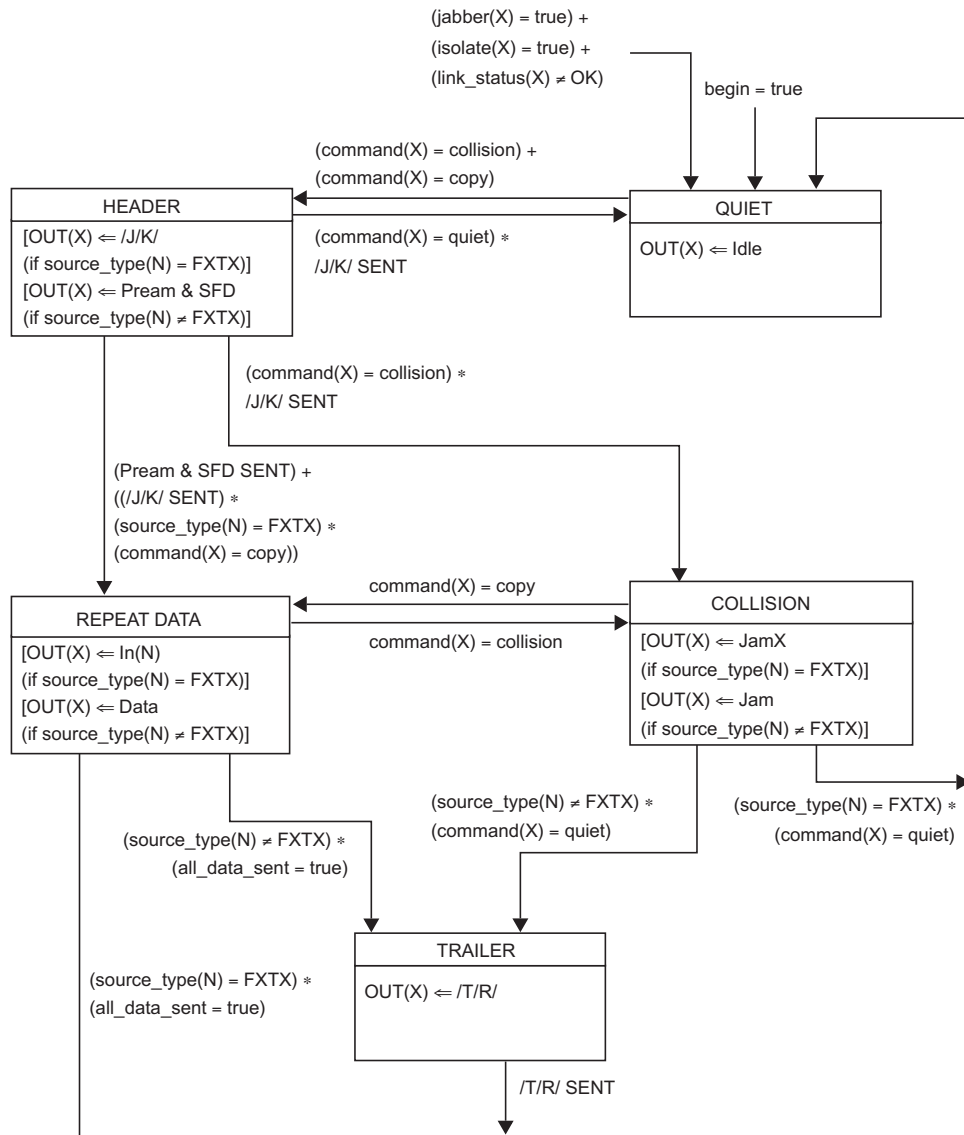 (jabber(X) = true) +
(isolate(X) = true) +
(link_status(X) ≠ OK)
begin = true
(command(X) = collision) +
(command(X) = copy)
HEADER
[OUT(X) ⇐ /J/K/
(if source_type(N) = FXTX)]
[OUT(X) ⇐ Pream & SFD
(if source_type(N) ≠ FXTX)]
(command(X) = quiet) *
/J/K/ SENT
QUIET
OUT(X) ⇐ Idle
(command(X) = collision) *
/J/K/ SENT
(Pream & SFD SENT) +
((/J/K/ SENT) *
(source_type(N) = FXTX) *
(command(X) = copy))
command(X) = copy
command(X) = collision
REPEAT DATA
[OUT(X) ⇐ In(N)
(if source_type(N) = FXTX)]
[OUT(X) ⇐ Data
(if source_type(N) ≠ FXTX)]
COLLISION
[OUT(X) ⇐ JamX
(if source_type(N) = FXTX)]
[OUT(X) ⇐ Jam
(if source_type(N) ≠ FXTX)]
(source_type(N) ≠ FXTX) *
(all_data_sent = true)
(source_type(N) ≠ FXTX) *
(command(X) = quiet)
(source_type(N) = FXTX) *
(command(X) = quiet)
(source_type(N) = FXTX) *
(all_data_sent = true)
TRAILER
OUT(X) ⇐ /T/R/
/T/R/ SENT